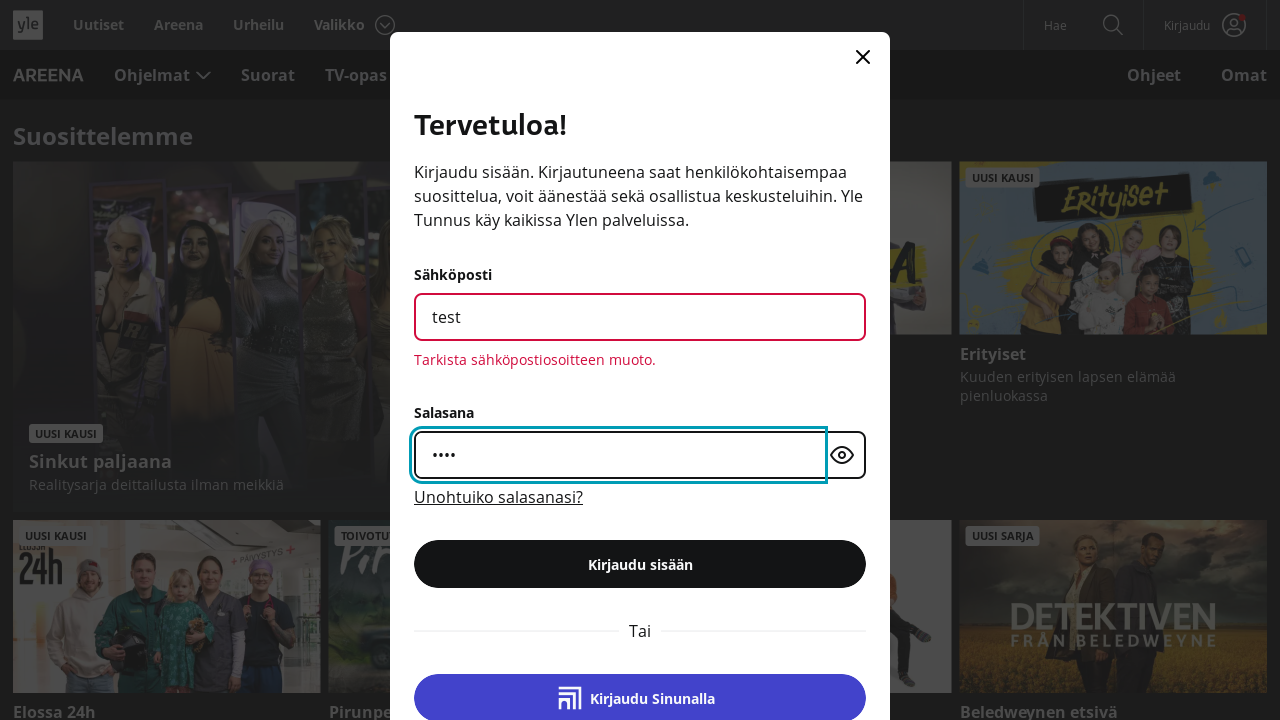 yle
Uutiset
Areena
Urheilu
Valikko
Hae
Kirjaudu
AREENA
Ohjelmat
Suorat
TV-opas
Ohjeet
Omat
Suosittelemme
Tervetuloa!
Kirjaudu sisään. Kirjautuneena saat henkilökohtaisempaa
suosittelua, voit äänestää sekä osallistua keskusteluihin. Yle
Tunnus käy kaikissa Ylen palveluissa.
Sähköposti
test
Tarkista sähköpostiosoitteen muoto.
Salasana
••••
Unohtuiko salasanasi?
Kirjaudu sisään
Tai
Kirjaudu Sinunalla
UUSI KAUSI
Sinkut paljaana
Realitysarja deittailusta ilman meikkiä
UUSI KAUSI
Erityiset
Erityiset
Kuuden erityisen lapsen elämää
pienluokassa
UUSI KAUSI
24h
PÄIVYSTYS
Elossa 24h
UUSI SARJA
DETEKTIVEN
FRÅN BELEDWEYNE
Beledweynen etsivä